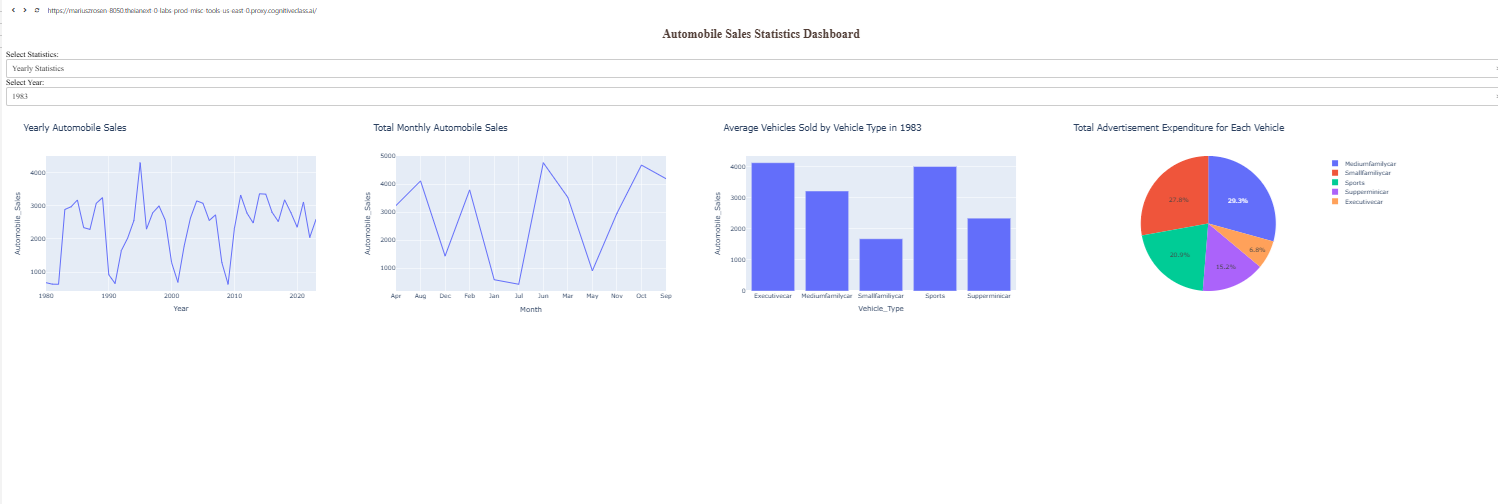 https://mariuszrosen-8050.theianext-0-labs-prod-misc-tools-us-east-0.proxy.cognitiveclass.ai/
Automobile Sales Statistics Dashboard
Select Statistics:
Yearly Statistics
Select Year:
1983
Yearly Automobile Sales
Automobile_Sales
4000
3000
2000
1000
1980 1990 2000 2010 2020
Year
Total Monthly Automobile Sales
Automobile_Sales
5000
4000
3000
2000
1000
Apr Aug Dec Feb Jan Jul Jun Mar May Nov Oct Sep
Month
Average Vehicles Sold by Vehicle Type in 1983
Automobile_Sales
4000
3000
2000
1000
0
Executivecar Mediumfamilycar Smallfamiliycar Sports Supperminicar
Vehicle_Type
Total Advertisement Expenditure for Each Vehicle
27.8%
29.3%
20.9%
15.2%
6.8%
Mediumfamilycar
Smallfamiliycar
Sports
Supperminicar
Executivecar